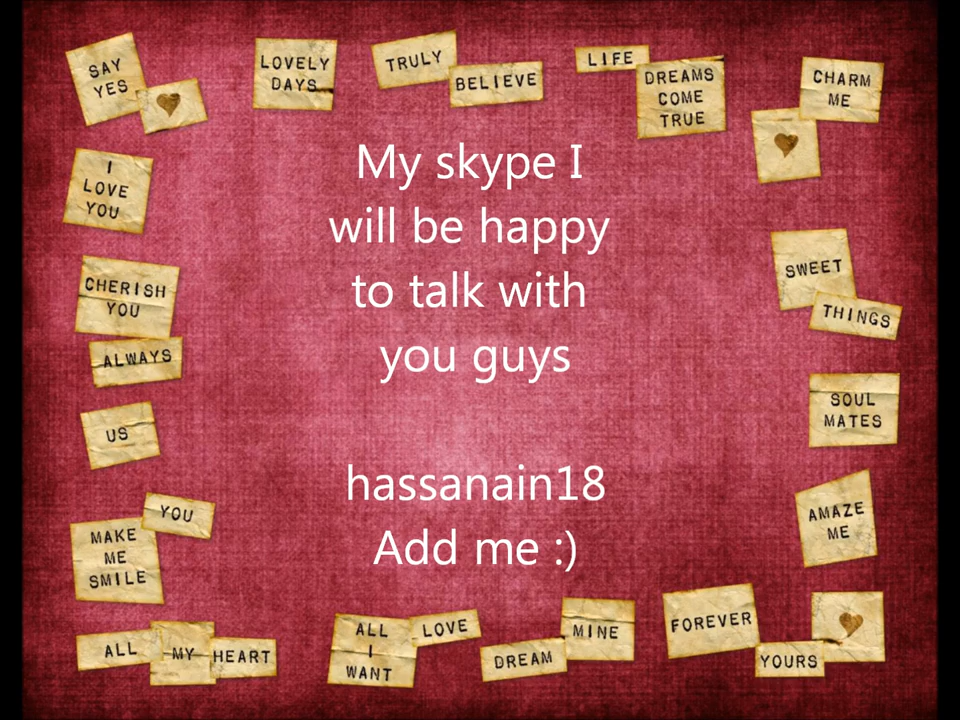 SAY
YES
LOVELY
DAYS
TRULY
BELIEVE
LIFE
DREAMS
COME
TRUE
CHARM
ME
I
LOVE
YOU
CHERISH
YOU
ALWAYS
US
YOU
MAKE
ME
SMILE
ALL
MY
HEART
My skype I
will be happy
to talk with
you guys
hassanain18
Add me :)
SWEET
THINGS
SOUL
MATES
AMAZE
ME
ALL
I
WANT
LOVE
DREAM
MINE
FOREVER
YOURS